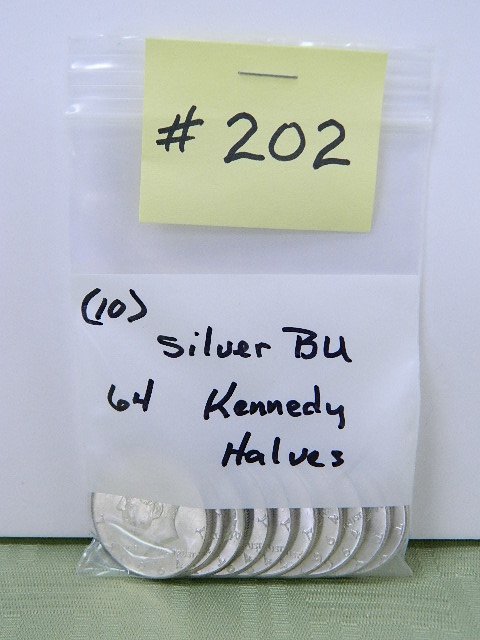 # 202
(10)
Silver BU
64 Kennedy
Halves